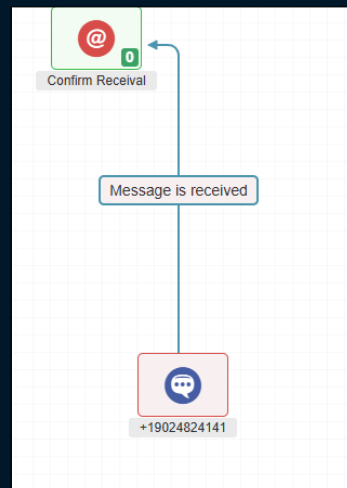 @
0
Confirm Receival
Message is received
+19024824141